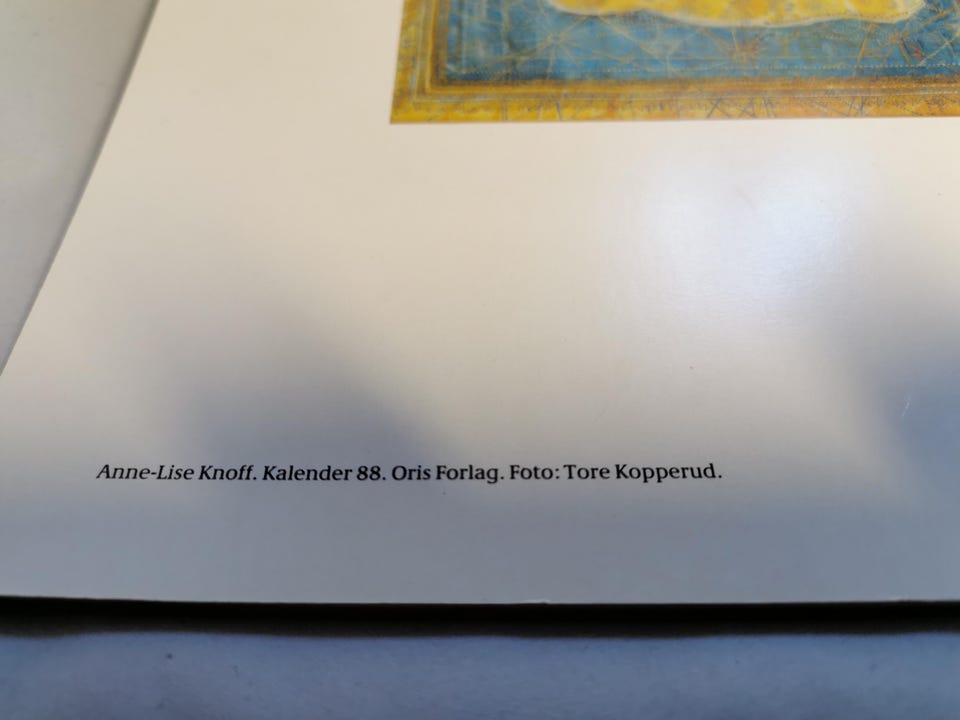 Anne-Lise Knoff. Kalender 88. Oris Forlag. Foto: Tore Kopperud.